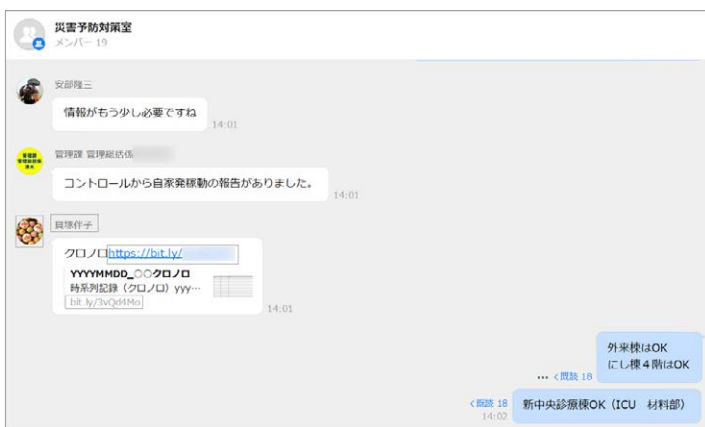 災害予防対策室
メンバー 19
安部隆三
情報がもう少し必要ですね
14:01
管理課 管理総括係
コントロールから自家発稼動の報告がありました。
14:01
貝塚伴子
クロノロhttps://bit.ly/
YYYYMMDD_○○クロノロ
時系列記録（クロノロ）yyy…
bit.ly/3vQd4Mo
14:01
外来棟はOK
にし棟４階はOK
••• < 既読 18
新中央診療棟OK（ICU　材料部）
< 既読 18
14:02